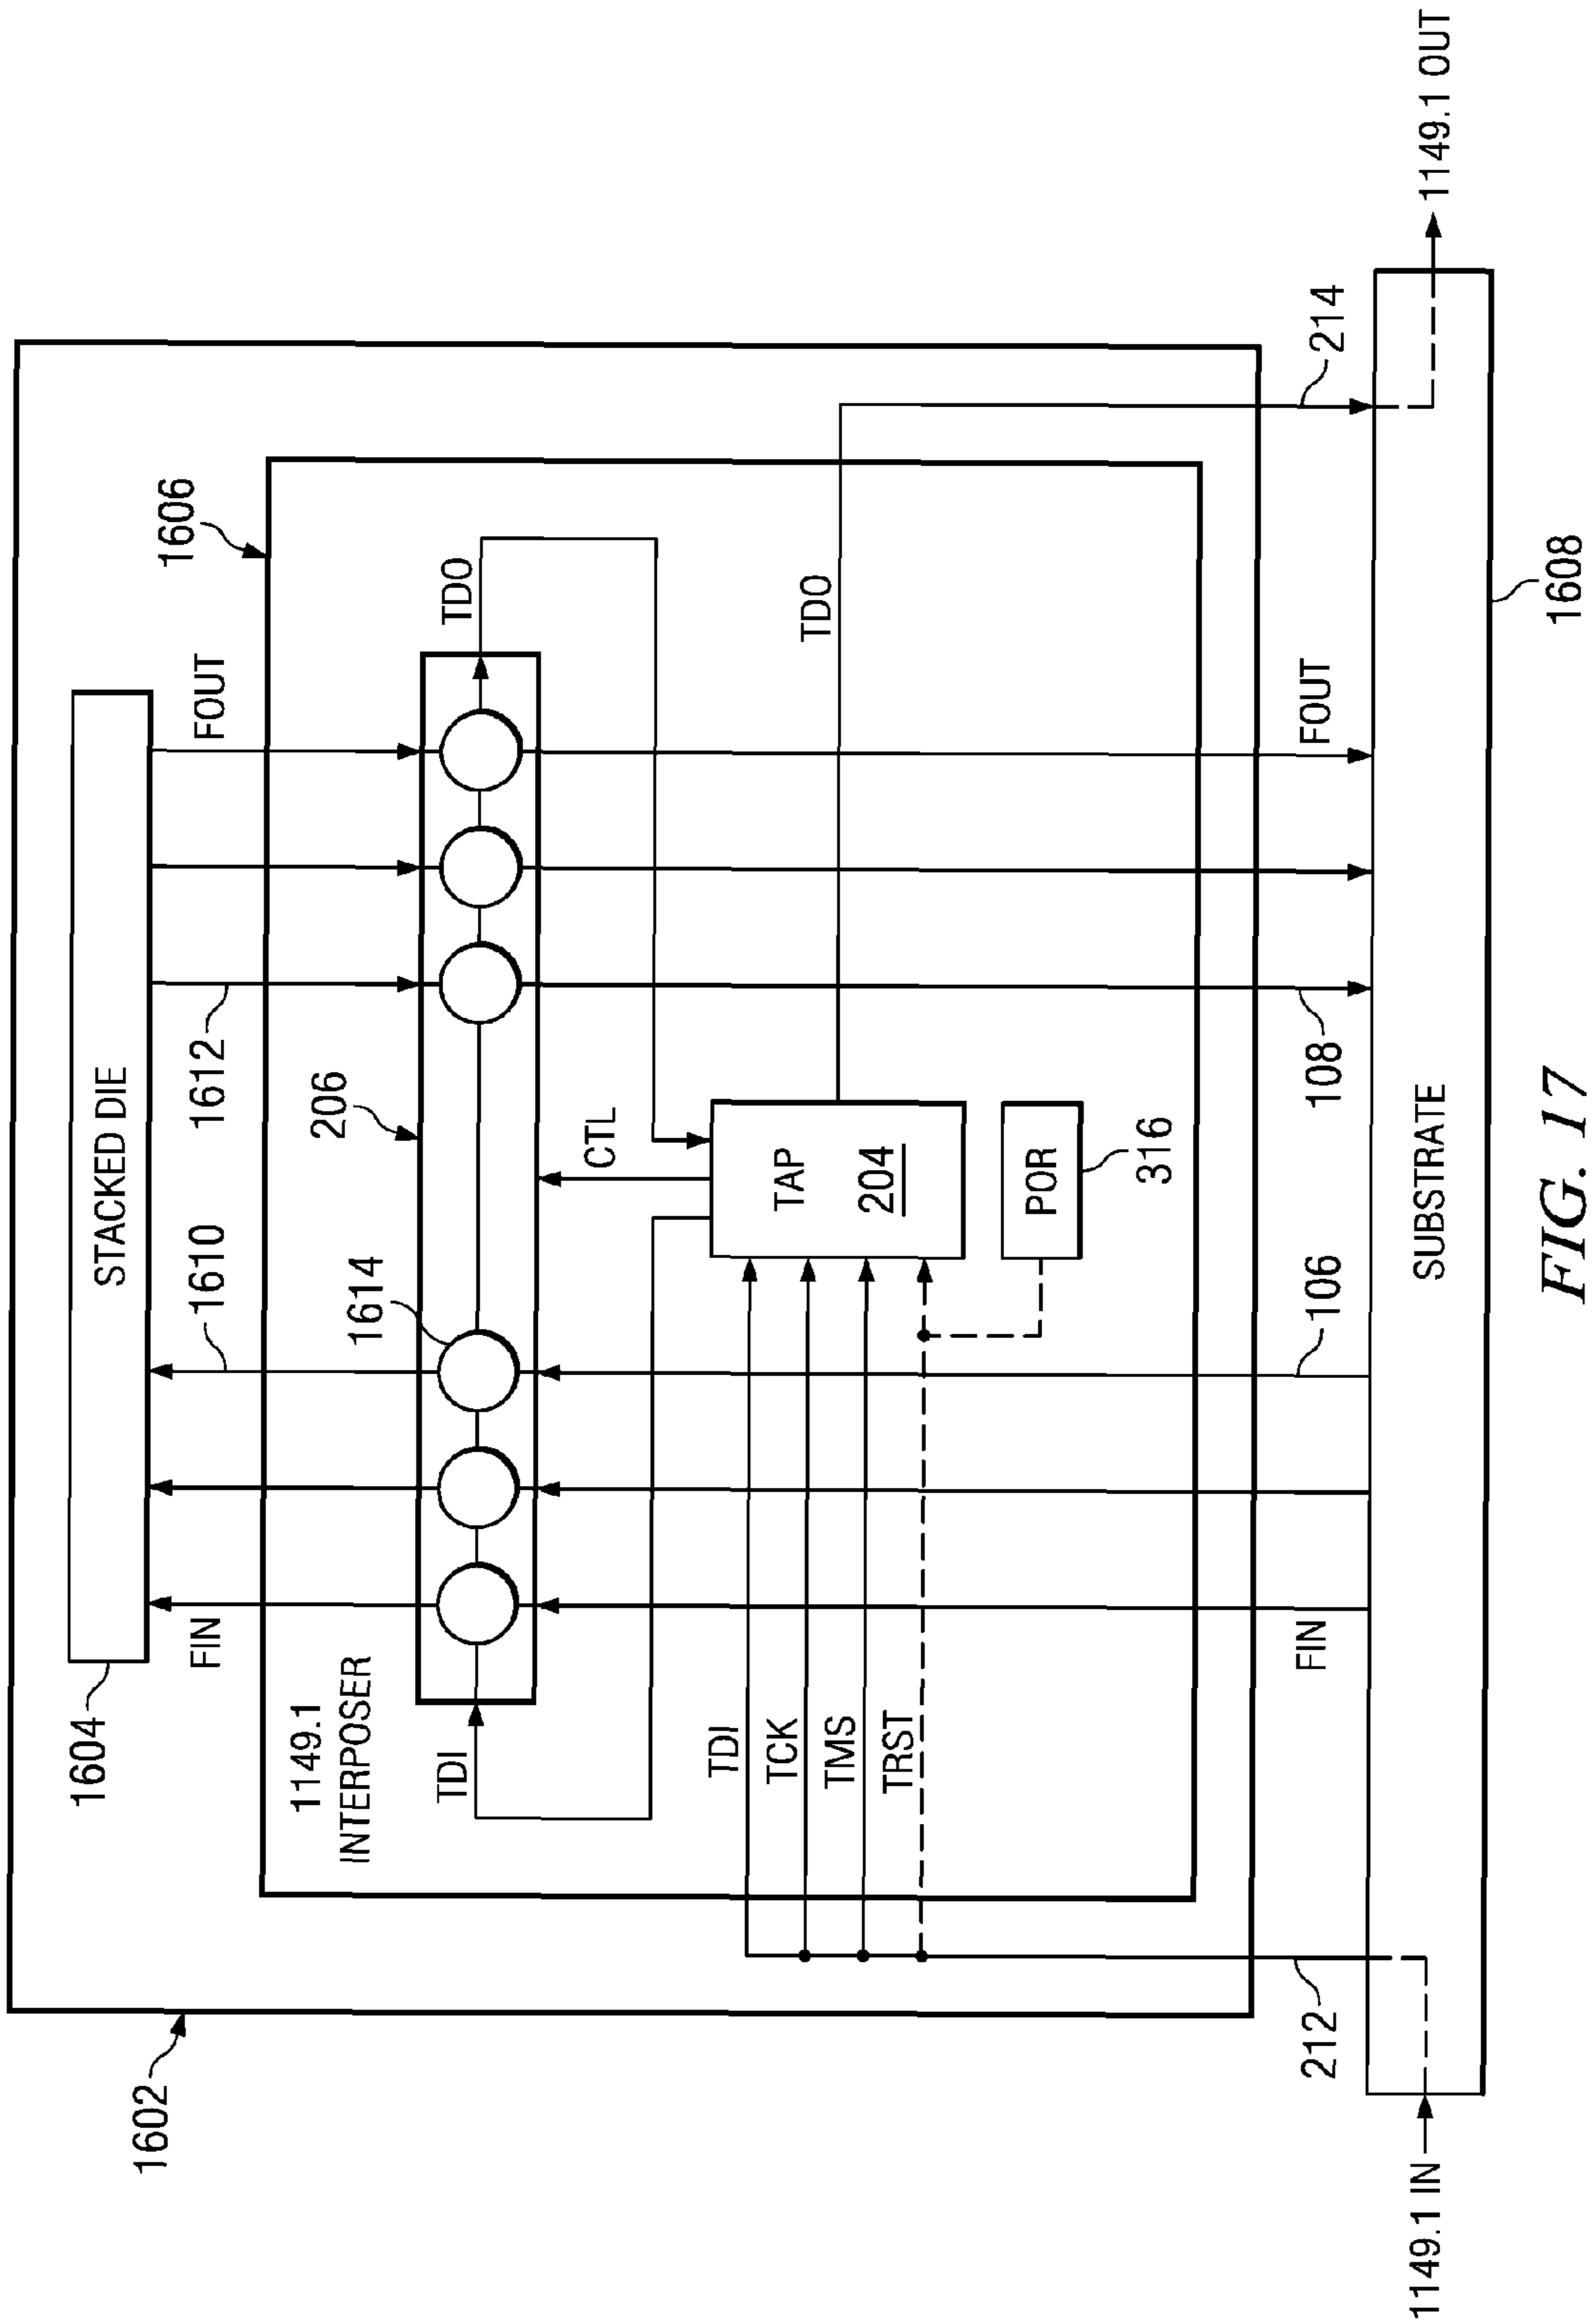 1602
1604
STACKED DIE
FIN
1610
1612
FOUT
1606
1149.1
INTERPOSER
1614
206
TDI
TDO
CTL
TDI
TCK
TMS
TRST
TAP
204
POR
316
TDO
FIN
106
108
FOUT
212
214
1149.1 IN
SUBSTRATE
1149.1 OUT
1608
FIG. 17